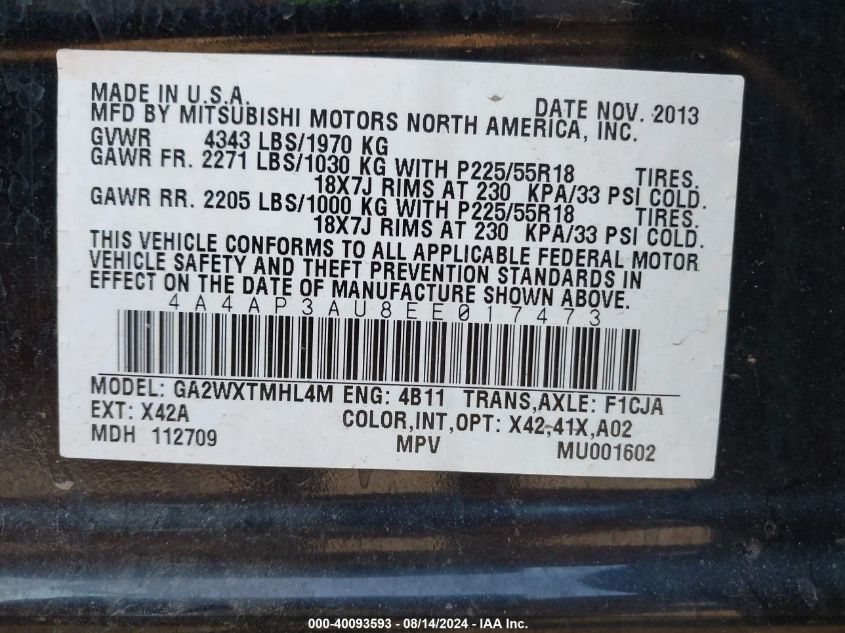 MADE IN U.S.A. DATE NOV. 2013
MFD BY MITSUBISHI MOTORS NORTH AMERICA, INC.
GVWR 4343 LBS/1970 KG
GAWR FR. 2271 LBS/1030 KG WITH P225/55R18 TIRES.
18X7J RIMS AT 230 KPA/33 PSI COLD.
GAWR RR. 2205 LBS/1000 KG WITH P225/55R18 TIRES.
18X7J RIMS AT 230 KPA/33 PSI COLD.
THIS VEHICLE CONFORMS TO ALL APPLICABLE FEDERAL MOTOR
VEHICLE SAFETY AND THEFT PREVENTION STANDARDS IN
EFFECT ON THE DATE OF MANUFACTURE SHOWN ABOVE.
4A4AP3AU8EE017473
MODEL: GA2WXTMHL4M ENG: 4B11 TRANS,AXLE: F1CJA
EXT: X42A COLOR,INT,OPT: X42,41X,A02
MDH 112709 MPV MU001602
000-40093593 - 08/14/2024 - IAA Inc.